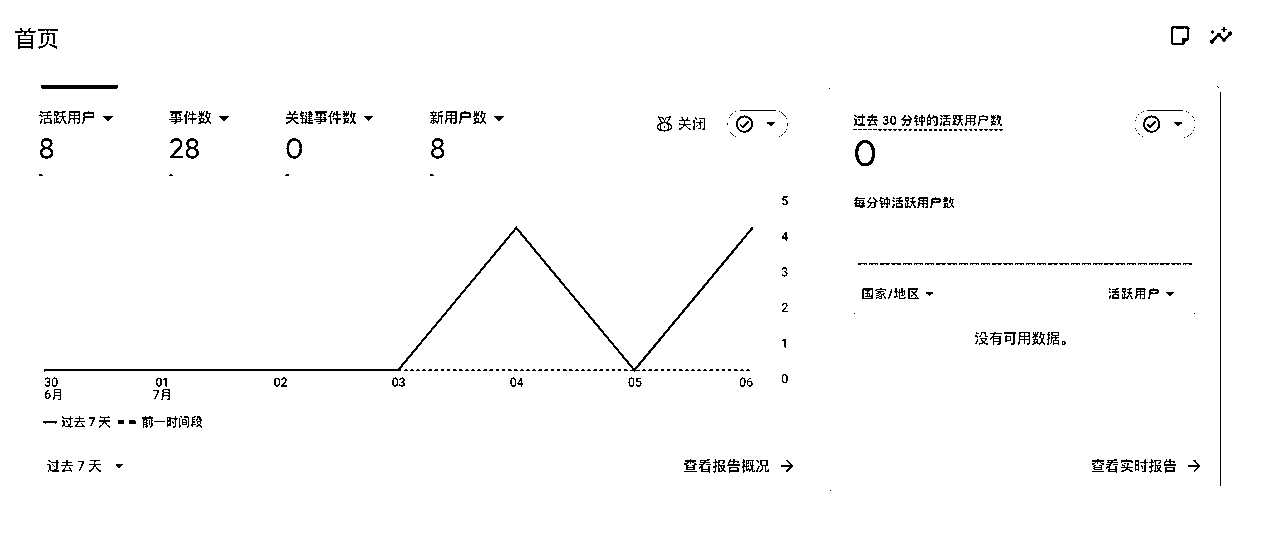 首页
活跃用户 事件数 关键事件数 新用户数 关闭
8 28 0 8
5
4
3
2
1
0
30 01 02 03 04 05 06
6月 7月
过去 7 天 前一时间段
过去 7 天 查看报告概况
过去 30 分钟的活跃用户数
0
每分钟活跃用户数
国家/地区 活跃用户
没有可用数据。
查看实时报告